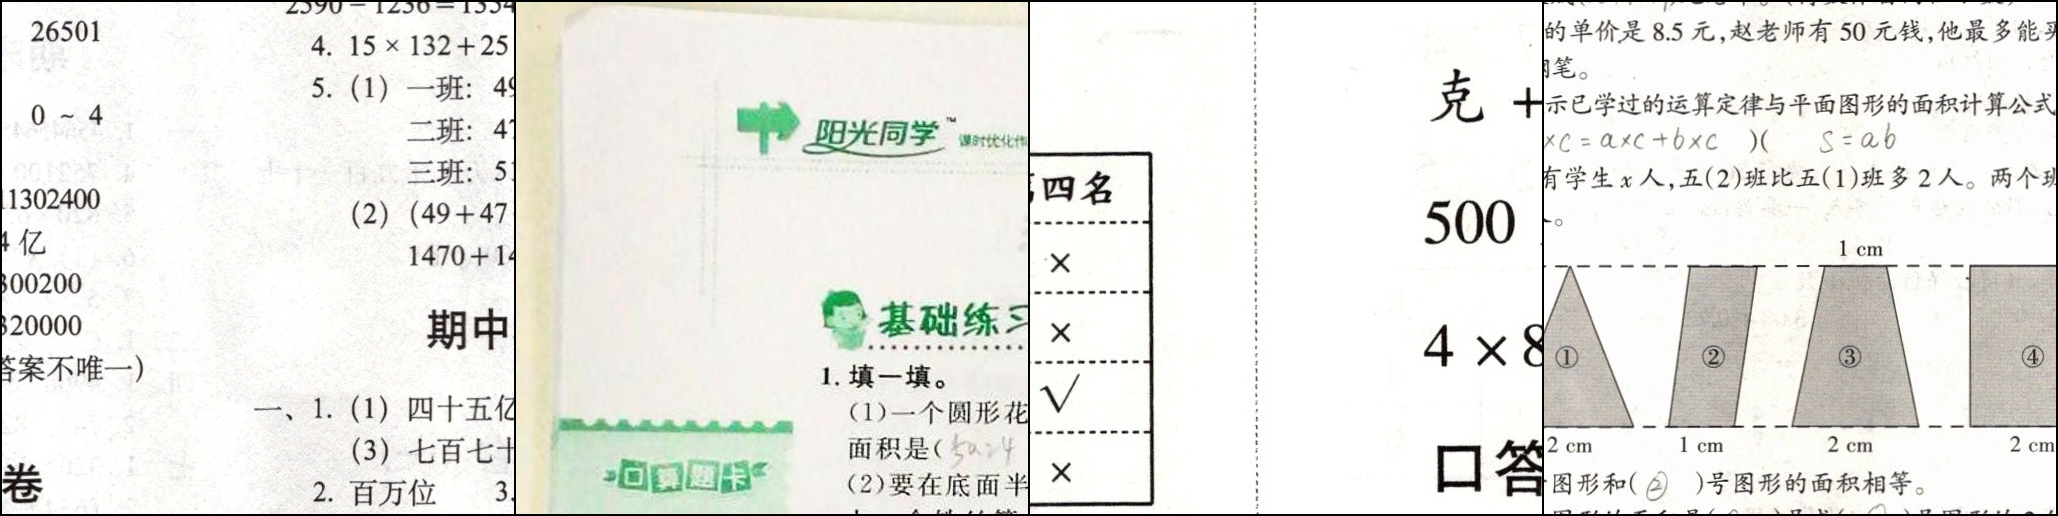 26501
0 ~ 4
11302400
4 亿
300200
320000
答案不唯一)
卷
2590－1236＝1354
4. 15×132＋25
5. (1) 一班: 49
二班: 47
三班: 51
(2) (49＋47
1470＋14
期中
一、1. (1) 四十五亿
(3) 七百七十
2. 百万位 3.
阳光同学™ 课时优化作
基础练习
1. 填一填。
(1)一个圆形花
面积是(
(2)要在底面半
口算题卡
四名
×
×
√
×
克 ＋
500
4 × 8
口答
的单价是 8.5 元,赵老师有 50 元钱,他最多能买
笔。
示已学过的运算定律与平面图形的面积计算公式
×c=a×c+b×c )( S=ab
有学生 x 人,五(2)班比五(1)班多 2 人。两个班
。
1 cm
① ② ③ ④
2 cm 1 cm 2 cm 2 cm
图形和( ② )号图形的面积相等。